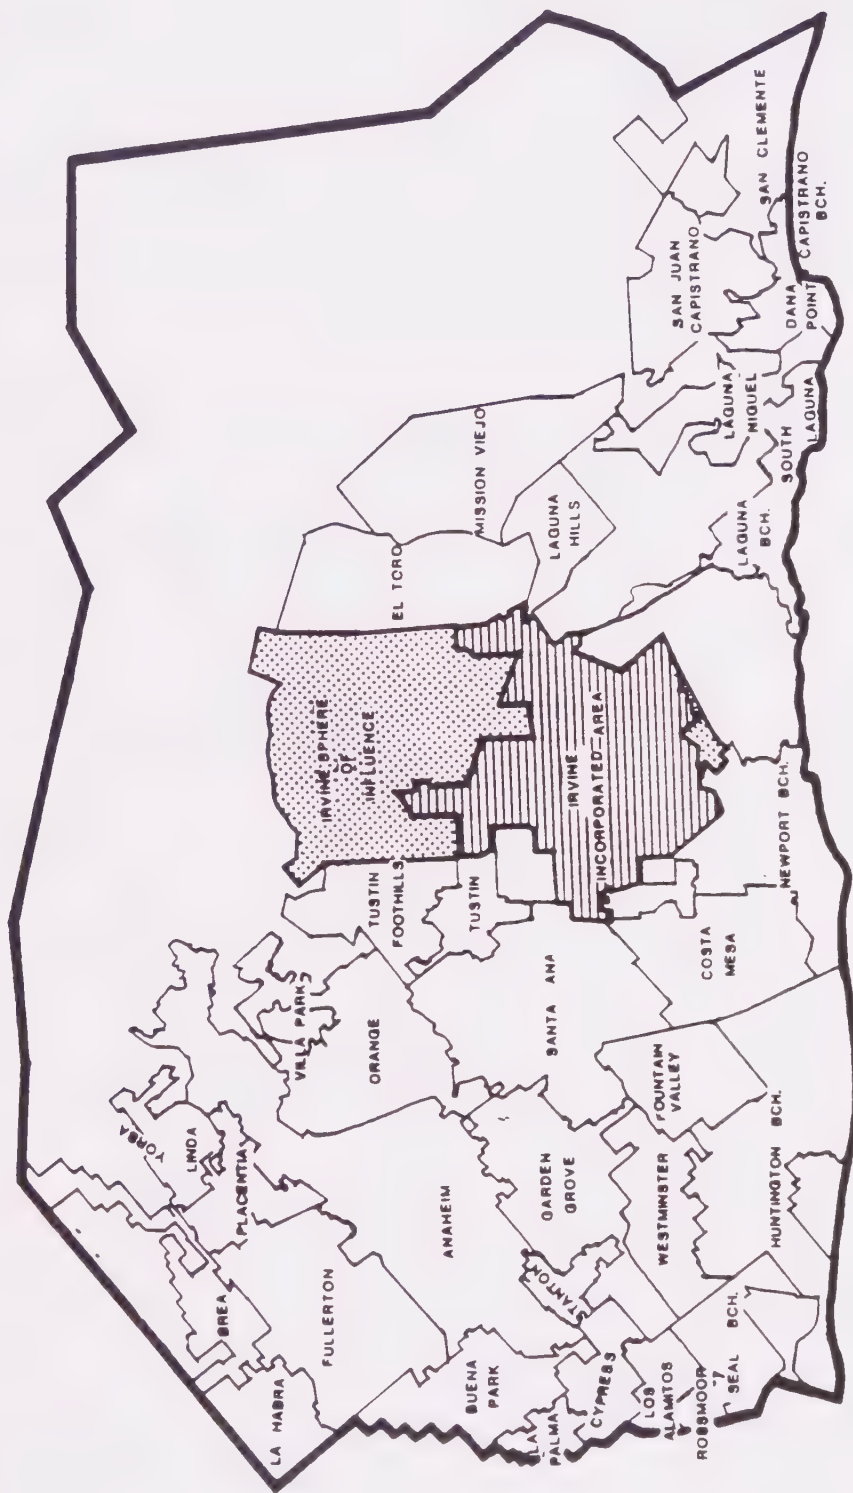 LA HABRA
BREA
YORBA
LINDA
PLACENTIA
FULLERTON
BUENA
PARK
LA
PALMA
CYPRESS
LOS
ALAMITOS
ROSSMOOR
SEAL BCH.
STANTON
ANAHEIM
GARDEN
GROVE
WESTMINSTER
HUNTINGTON BCH.
FOUNTAIN
VALLEY
VILLA PARK
ORANGE
SANTA ANA
COSTA
MESA
TUSTIN
FOOTHILLS
TUSTIN
NEWPORT BCH.
IRVINE SPHERE
OF
INFLUENCE
IRVINE
INCORPORATED AREA
EL TORO
MISSION VIEJO
LAGUNA
HILLS
LAGUNA
BCH.
SOUTH
LAGUNA
LAGUNA
NIGUEL
SAN JUAN
CAPISTRANO
DANA
POINT
CAPISTRANO
BCH.
SAN CLEMENTE